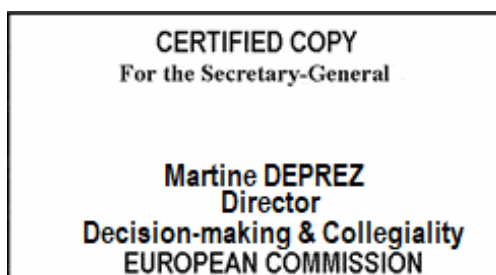 CERTIFIED COPY
For the Secretary-General
Martine DEPREZ
Director
Decision-making & Collegiality
EUROPEAN COMMISSION